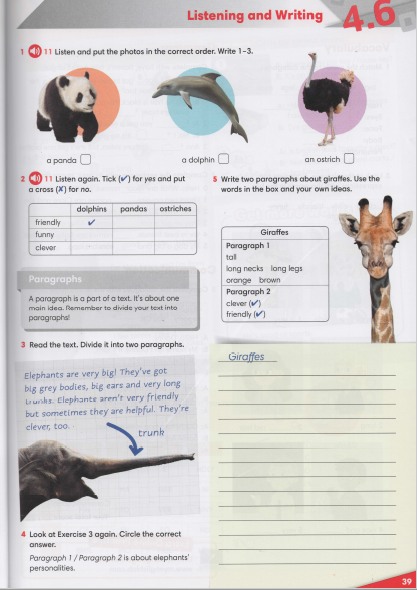 Listening and Writing
4.6
1 11 Listen and put the photos in the correct order. Write 1–3.
a panda
a dolphin
an ostrich
2 11 Listen again. Tick (✓) for yes and put
a cross (✗) for no.
dolphins pandas ostriches
friendly ✓
funny
clever
Paragraphs
A paragraph is a part of a text. It's about one
main idea. Remember to divide your text into
paragraphs!
3 Read the text. Divide it into two paragraphs.
Elephants are very big! They've got
big grey bodies, big ears and very long
trunks. Elephants aren't very friendly
but sometimes they are helpful. They're
clever, too.
trunk
4 Look at Exercise 3 again. Circle the correct
answer.
Paragraph 1 / Paragraph 2 is about elephants'
personalities.
5 Write two paragraphs about giraffes. Use the
words in the box and your own ideas.
Giraffes
Paragraph 1
tall
long necks long legs
orange brown
Paragraph 2
clever (✓)
friendly (✓)
Giraffes
39